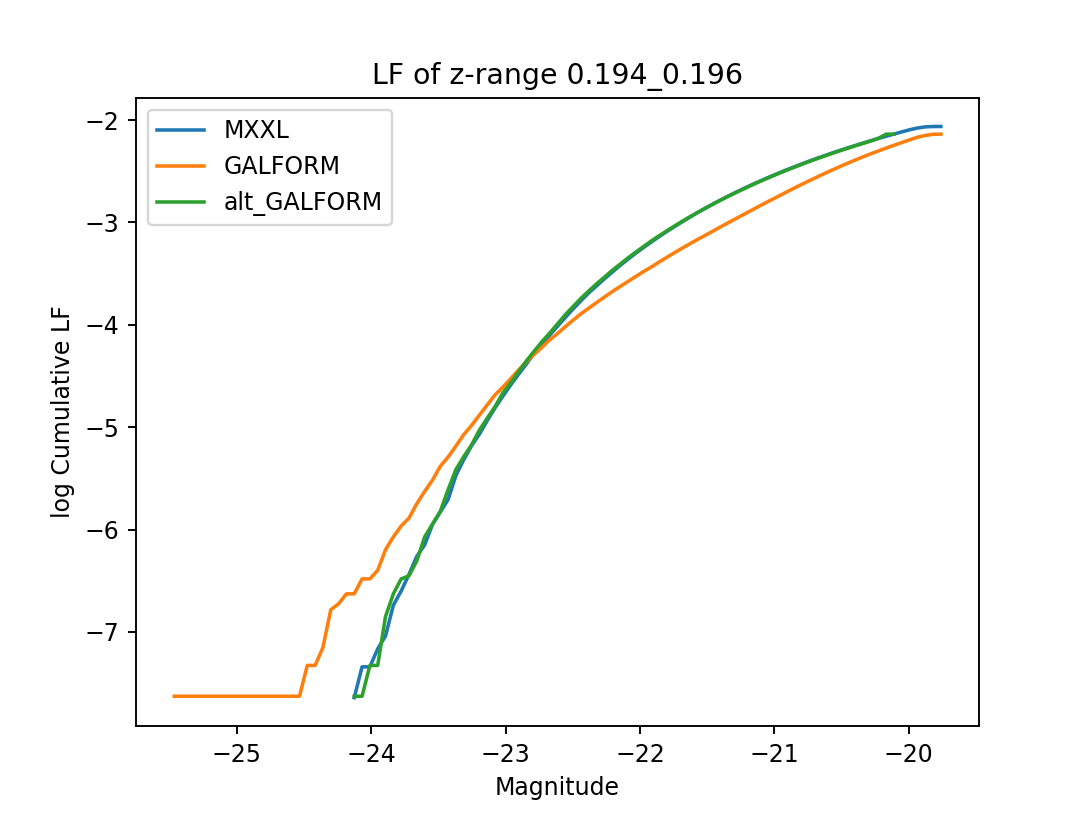 LF of z-range 0.194_0.196
MXXL
GALFORM
alt_GALFORM
log Cumulative LF
−2
−3
−4
−5
−6
−7
−25
−24
−23
−22
−21
−20
Magnitude